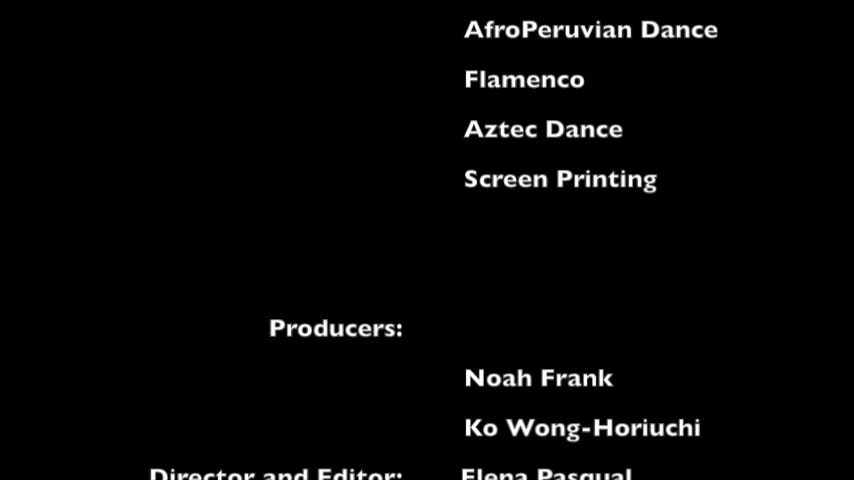 AfroPeruvian Dance
Flamenco
Aztec Dance
Screen Printing
Producers:
Noah Frank
Ko Wong-Horiuchi
Director and Editor: Elena Pasqual